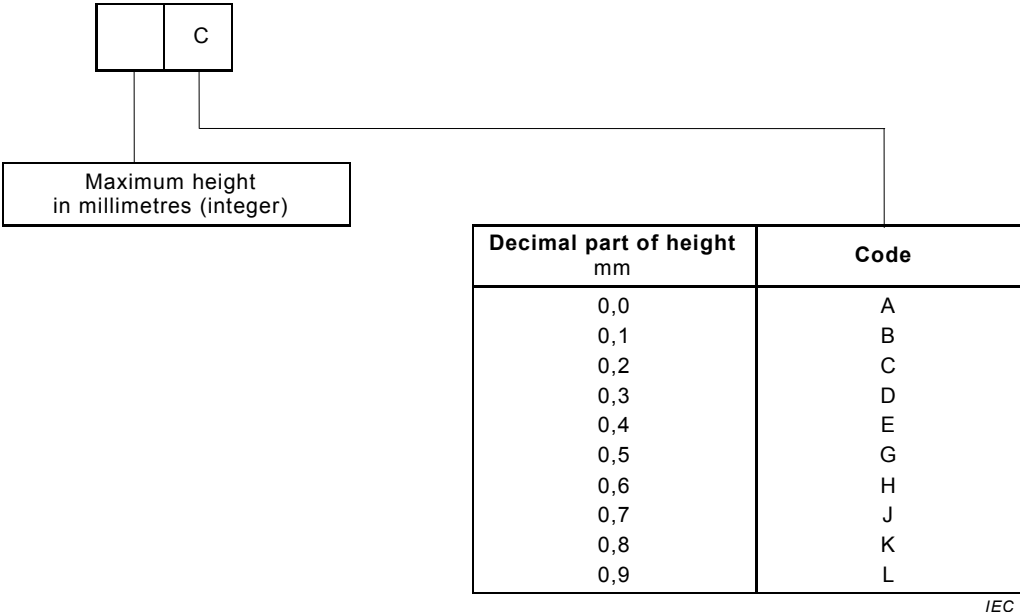 C
Maximum height
in millimetres (integer)
Decimal part of height Code
mm
0,0 A
0,1 B
0,2 C
0,3 D
0,4 E
0,5 G
0,6 H
0,7 J
0,8 K
0,9 L
IEC